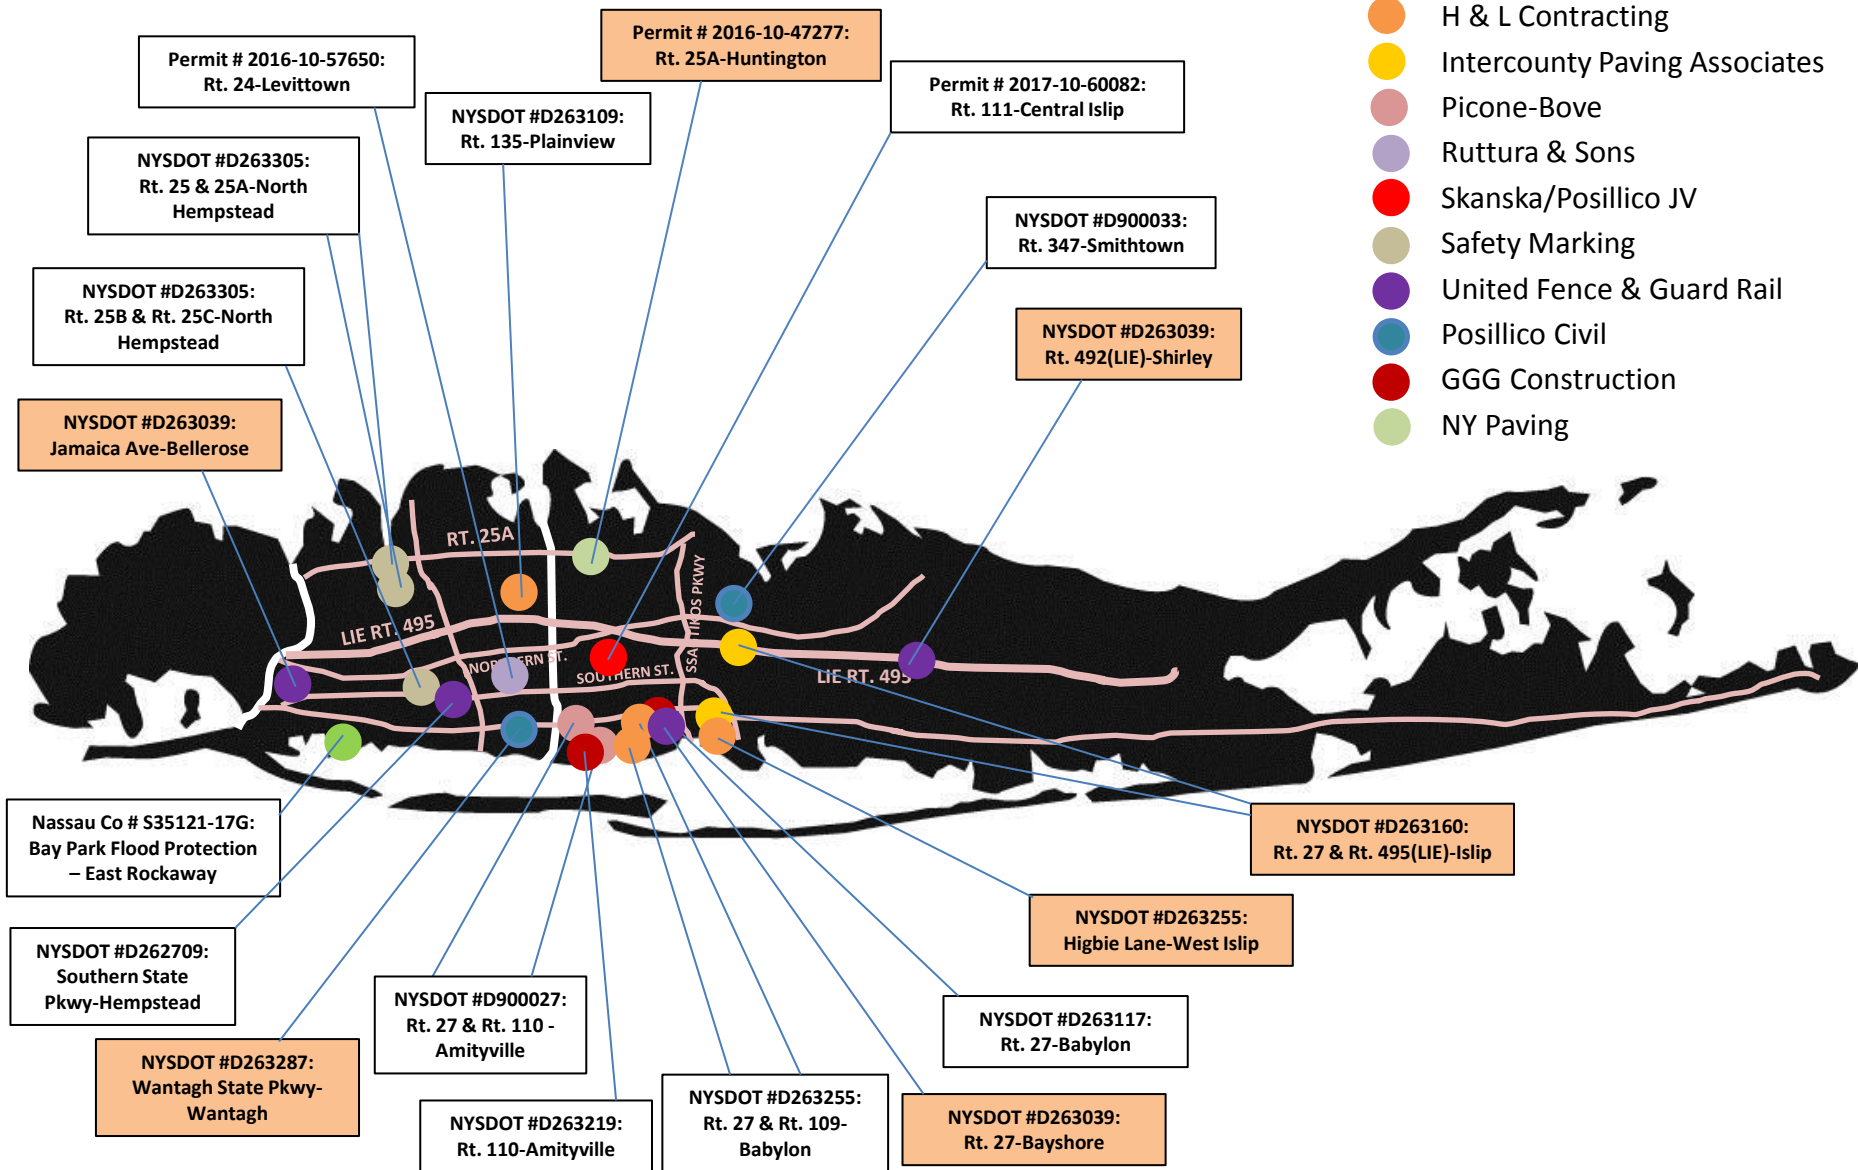 H & L Contracting
Intercounty Paving Associates
Picone-Bove
Ruttura & Sons
Skanska/Posillico JV
Safety Marking
United Fence & Guard Rail
Posillico Civil
GGG Construction
NY Paving
Permit # 2016-10-47277:
Rt. 25A-Huntington
Permit # 2016-10-57650:
Rt. 24-Levittown
Permit # 2017-10-60082:
Rt. 111-Central Islip
NYSDOT #D263109:
Rt. 135-Plainview
NYSDOT #D263305:
Rt. 25 & 25A-North
Hempstead
NYSDOT #D900033:
Rt. 347-Smithtown
NYSDOT #D263305:
Rt. 25B & Rt. 25C-North
Hempstead
NYSDOT #D263039:
Rt. 492(LIE)-Shirley
NYSDOT #D263039:
Jamaica Ave-Bellerose
RT. 25A
LIE RT. 495
NORTHERN ST.
SOUTHERN ST.
SSA TIKOS PKWY
LIE RT. 495
Nassau Co # S35121-17G:
Bay Park Flood Protection
– East Rockaway
NYSDOT #D263160:
Rt. 27 & Rt. 495(LIE)-Islip
NYSDOT #D263255:
Higbie Lane-West Islip
NYSDOT #D262709:
Southern State
Pkwy-Hempstead
NYSDOT #D900027:
Rt. 27 & Rt. 110 -
Amityville
NYSDOT #D263117:
Rt. 27-Babylon
NYSDOT #D263287:
Wantagh State Pkwy-
Wantagh
NYSDOT #D263219:
Rt. 110-Amityville
NYSDOT #D263255:
Rt. 27 & Rt. 109-
Babylon
NYSDOT #D263039:
Rt. 27-Bayshore